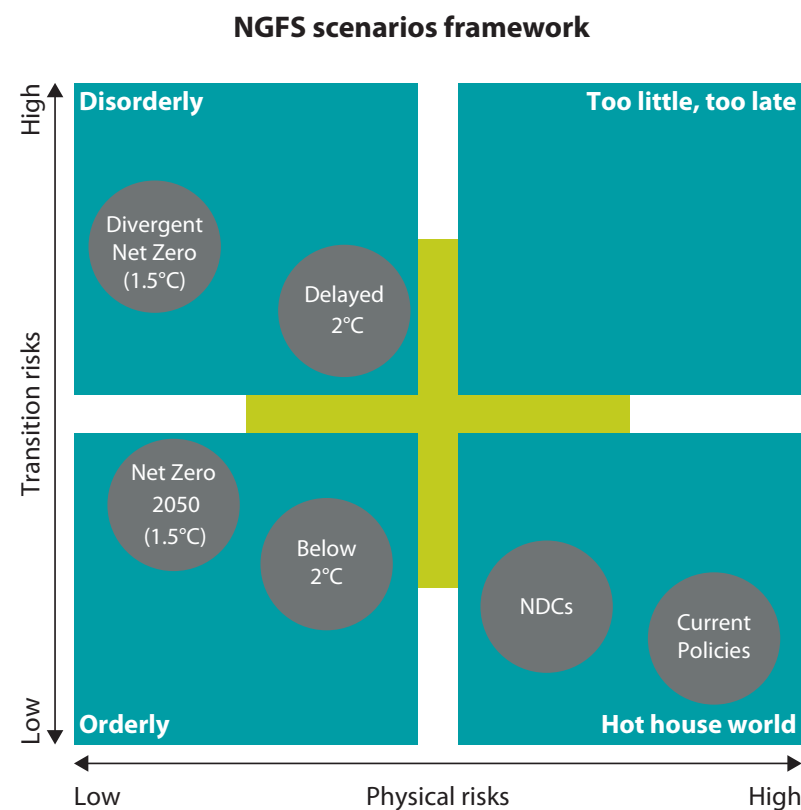 NGFS scenarios framework
High
Disorderly
Too little, too late
Divergent
Net Zero
(1.5°C)
Delayed
2°C
Transition risks
Net Zero
2050
(1.5°C)
Below
2°C
NDCs
Current
Policies
Low
Orderly
Hot house world
Low
Physical risks
High